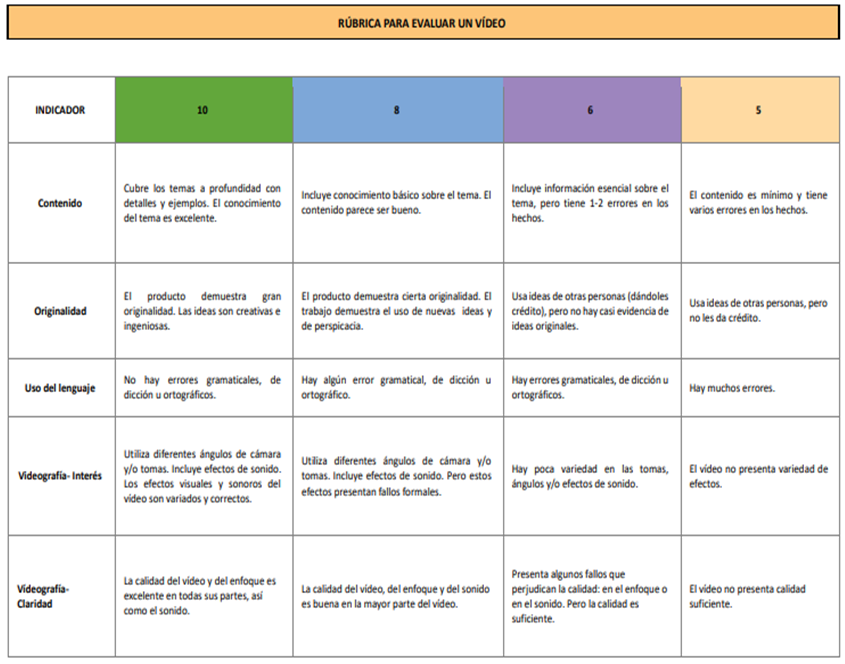 RÚBRICA PARA EVALUAR UN VÍDEO
INDICADOR
10
8
6
5
Contenido
Cubre los temas a profundidad con
detalles y ejemplos. El conocimiento
del tema es excelente.
Incluye conocimiento básico sobre el tema. El
contenido parece ser bueno.
Incluye información esencial sobre el
tema, pero tiene 1-2 errores en los
hechos.
El contenido es mínimo y tiene
varios errores en los hechos.
Originalidad
El producto demuestra gran
originalidad. Las ideas son creativas e
ingeniosas.
El producto demuestra cierta originalidad. El
trabajo demuestra el uso de nuevas ideas y
de perspicacia.
Usa ideas de otras personas (dándoles
crédito), pero no hay casi evidencia de
ideas originales.
Usa ideas de otras personas, pero
no les da crédito.
Uso del lenguaje
No hay errores gramaticales, de
dicción u ortográficos.
Hay algún error gramatical, de dicción u
ortográfico.
Hay errores gramaticales, de dicción u
ortográficos.
Hay muchos errores.
Videografía- Interés
Utiliza diferentes ángulos de cámara
y/o tomas. Incluye efectos de sonido.
Los efectos visuales y sonoros del
vídeo son variados y correctos.
Utiliza diferentes ángulos de cámara y/o
tomas. Incluye efectos de sonido. Pero estos
efectos presentan fallos formales.
Hay poca variedad en las tomas,
ángulos y/o efectos de sonido.
El vídeo no presenta variedad de
efectos.
Videografía-
Claridad
La calidad del vídeo y del enfoque es
excelente en todas sus partes, así
como el sonido.
La calidad del vídeo, del enfoque y del sonido
es buena en la mayor parte del vídeo.
Presenta algunos fallos que
perjudican la calidad: en el enfoque o
en el sonido. Pero la calidad es
suficiente.
El vídeo no presenta calidad
suficiente.